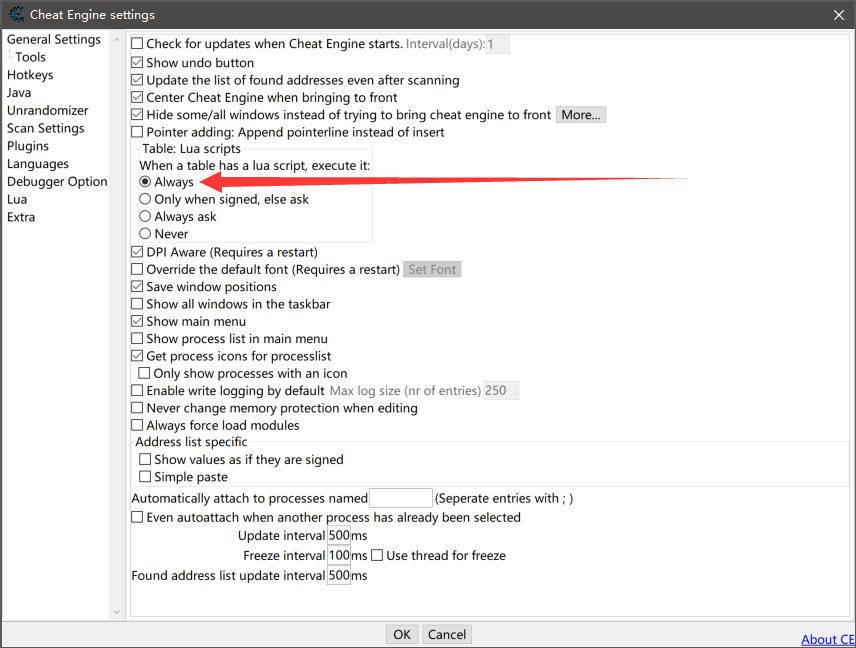 Cheat Engine settings
General Settings
Tools
Hotkeys
Java
Unrandomizer
Scan Settings
Plugins
Languages
Debugger Option
Lua
Extra
Check for updates when Cheat Engine starts. Interval(days): 1
Show undo button
Update the list of found addresses even after scanning
Center Cheat Engine when bringing to front
Hide some/all windows instead of trying to bring cheat engine to front More...
Pointer adding: Append pointerline instead of insert
Table: Lua scripts
When a table has a lua script, execute it:
Always
Only when signed, else ask
Always ask
Never
DPI Aware (Requires a restart)
Override the default font (Requires a restart) Set Font
Save window positions
Show all windows in the taskbar
Show main menu
Show process list in main menu
Get process icons for processlist
Only show processes with an icon
Enable write logging by default Max log size (nr of entries) 250
Never change memory protection when editing
Always force load modules
Address list specific
Show values as if they are signed
Simple paste
Automatically attach to processes named (Seperate entries with ; )
Even autoattach when another process has already been selected
Update interval 500 ms
Freeze interval 100 ms Use thread for freeze
Found address list update interval 500 ms
OK Cancel
About CE